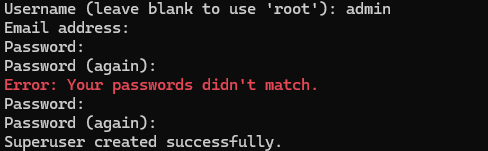 Username (leave blank to use 'root'): admin
Email address:
Password:
Password (again):
Error: Your passwords didn't match.
Password:
Password (again):
Superuser created successfully.